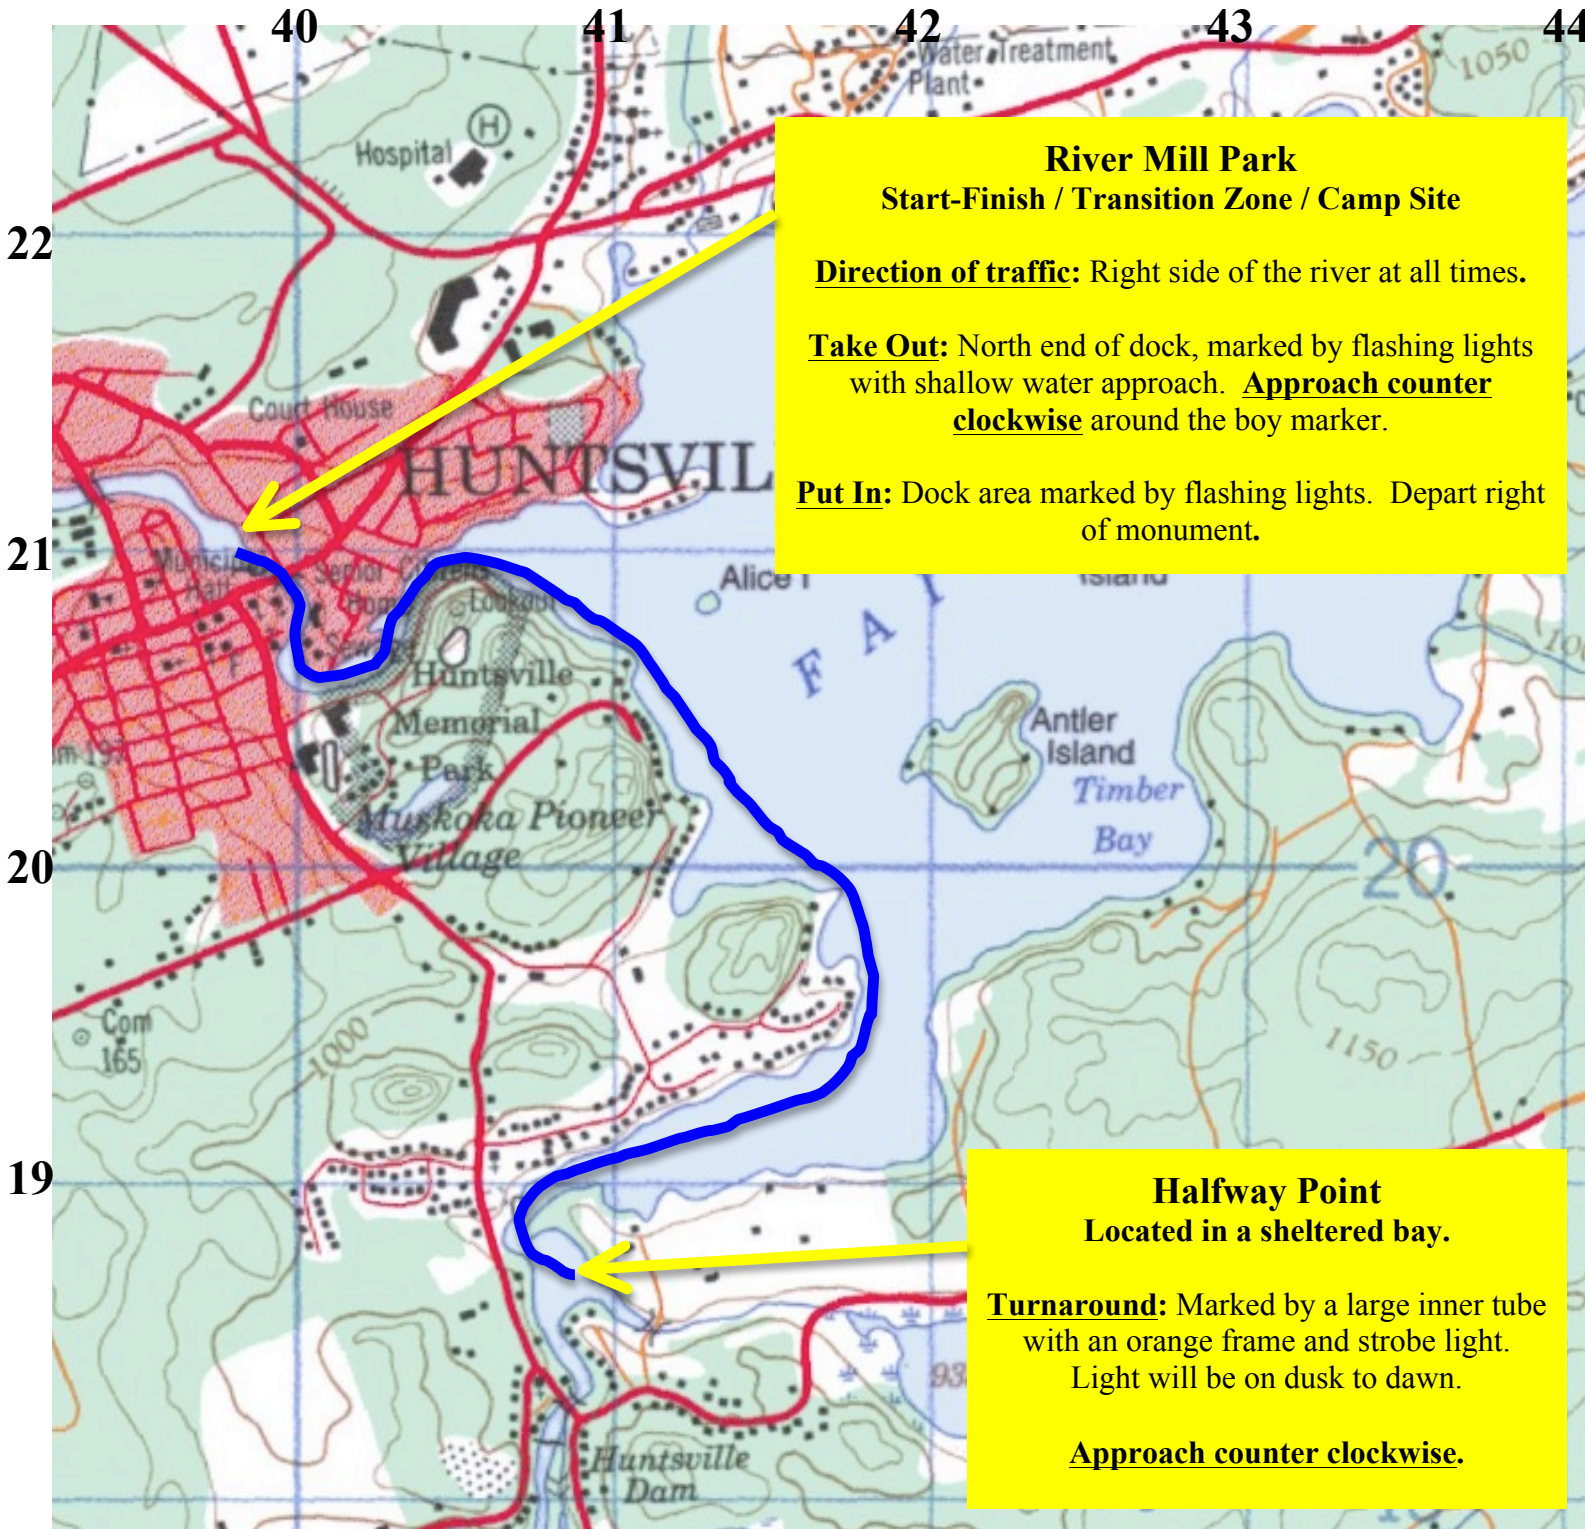 40 41 42 43 44
1050
Water Treatment
Plant
H
Hospital
River Mill Park
Start-Finish / Transition Zone / Camp Site
22
Direction of traffic: Right side of the river at all times.
Take Out: North end of dock, marked by flashing lights
with shallow water approach. Approach counter
clockwise around the boy marker.
Court House
HUNTSVIL
Put In: Dock area marked by flashing lights. Depart right
of monument.
21
Hall
Senior
Lookout
Alice I
Island
F A I
Huntsville
Memorial
Park
Antler
Island
Timber
Bay
Muskoka Pioneer
Village
20
20
Com
165
1000
1150
19
Halfway Point
Located in a sheltered bay.
Turnaround: Marked by a large inner tube
with an orange frame and strobe light.
Light will be on dusk to dawn.
Approach counter clockwise.
Huntsville
Dam